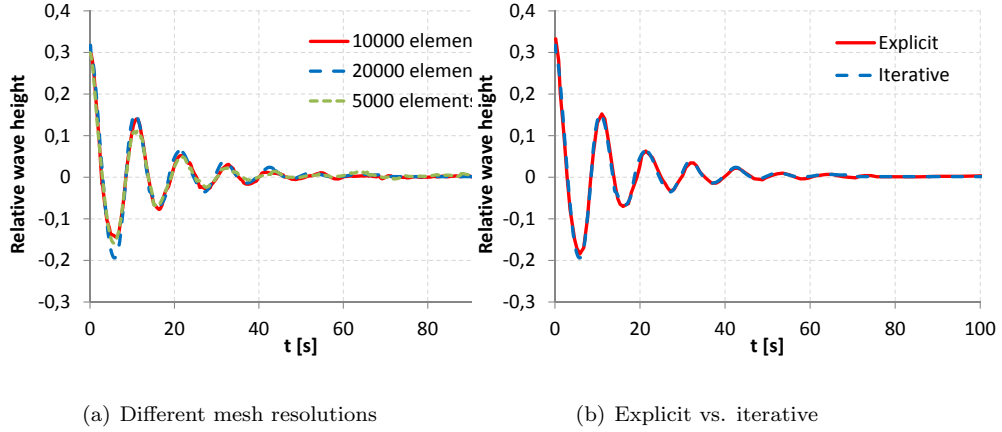 0,4
0,3
0,2
0,1
0
-0,1
-0,2
-0,3
Relative wave height
10000 elemen
20000 elemen
5000 elements
0 20 40 60 80
t [s]
(a) Different mesh resolutions
0,4
0,3
0,2
0,1
0
-0,1
-0,2
-0,3
Relative wave height
Explicit
Iterative
0 20 40 60 80 100
t [s]
(b) Explicit vs. iterative